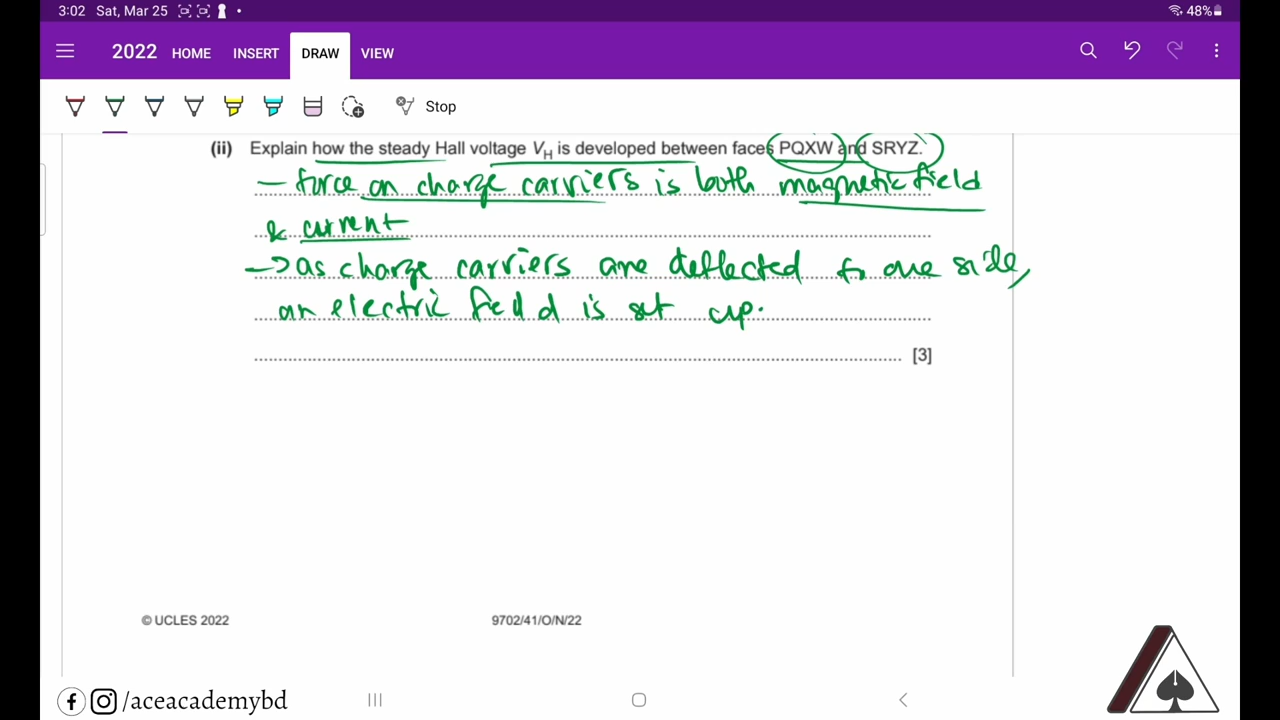 3:02 Sat, Mar 25 48%
2022 HOME INSERT DRAW VIEW
Stop
(ii) Explain how the steady Hall voltage VH is developed between faces PQXW and SRYZ.
– force on charge carriers is both magnetic field
& current
→ as charge carriers are deflected to one side,
an electric field is set up.
[3]
© UCLES 2022 9702/41/O/N/22
/aceacademybd